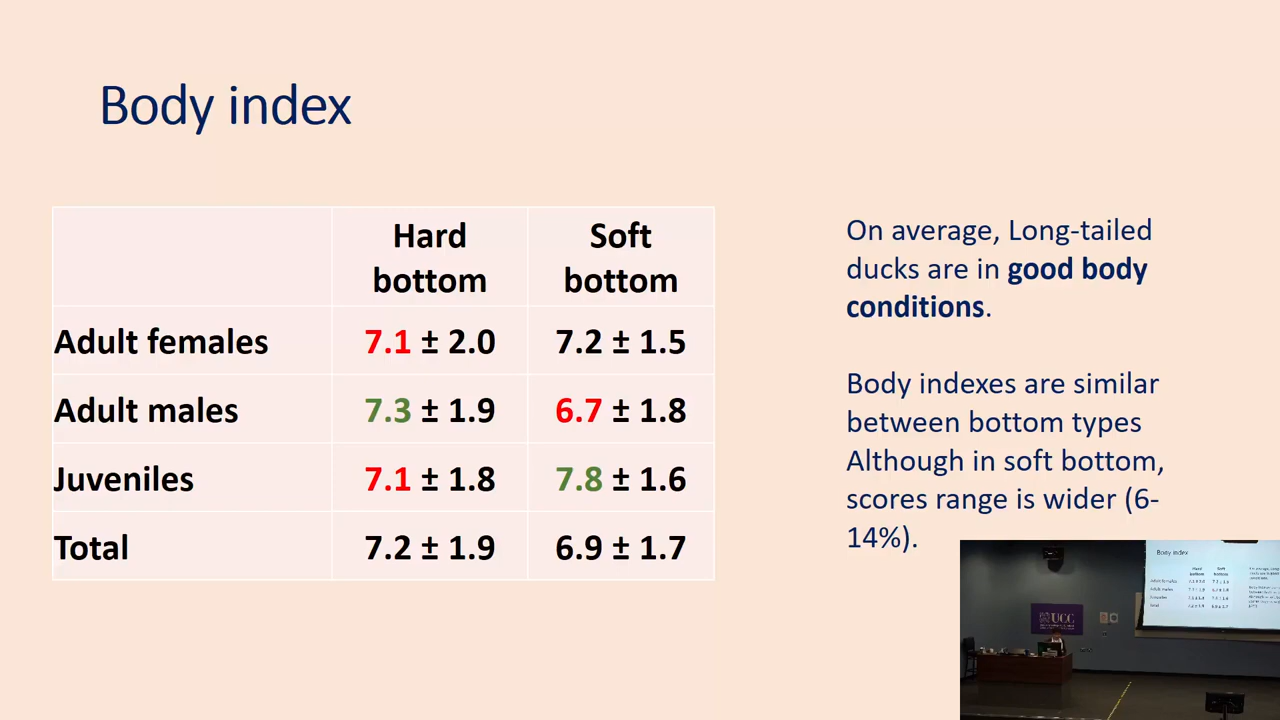 Body index
Hard bottom Soft bottom
Adult females 7.1 ± 2.0 7.2 ± 1.5
Adult males 7.3 ± 1.9 6.7 ± 1.8
Juveniles 7.1 ± 1.8 7.8 ± 1.6
Total 7.2 ± 1.9 6.9 ± 1.7
On average, Long-tailed
ducks are in good body
conditions.
Body indexes are similar
between bottom types
Although in soft bottom,
scores range is wider (6-
14%).
Body index
UCC